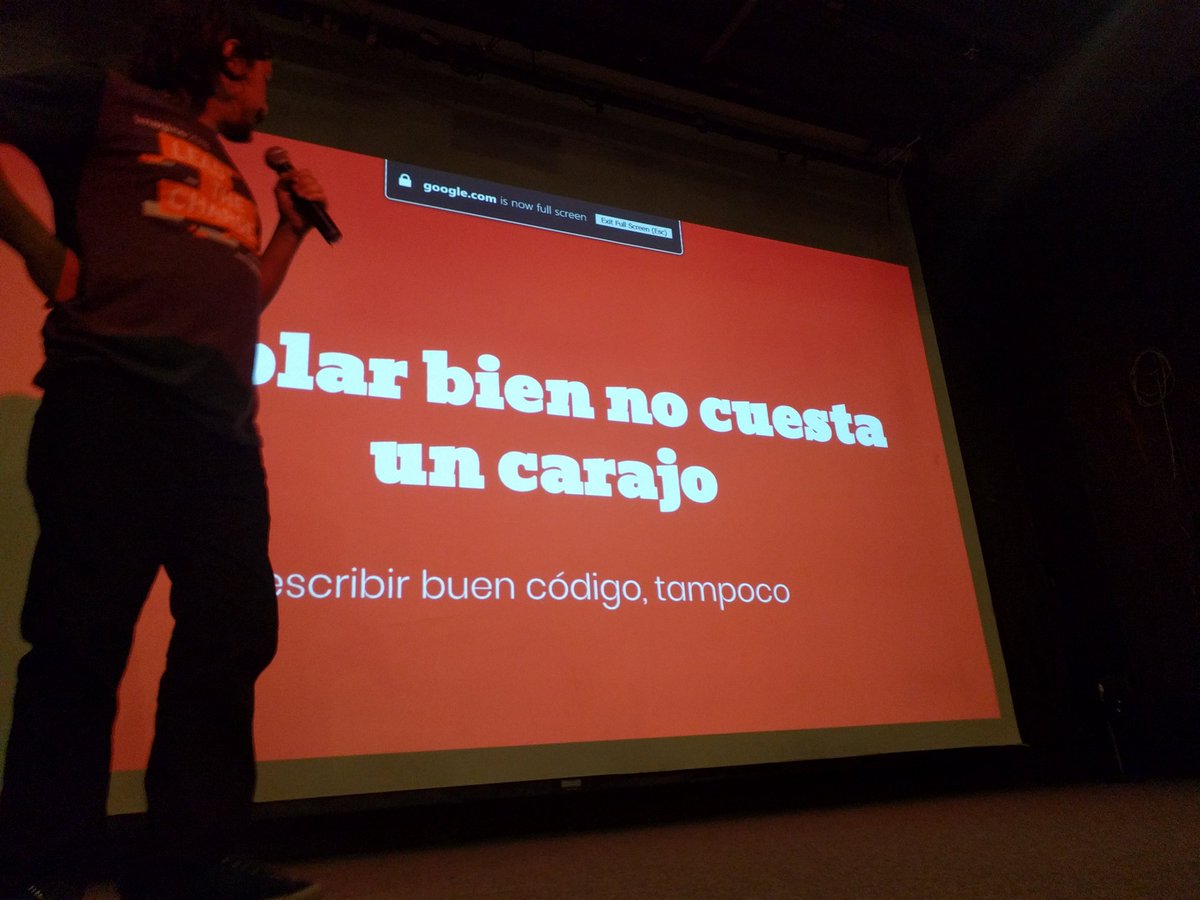 google.com is now full screen Exit Full Screen (Esc)
olar bien no cuesta
un carajo
escribir buen código, tampoco